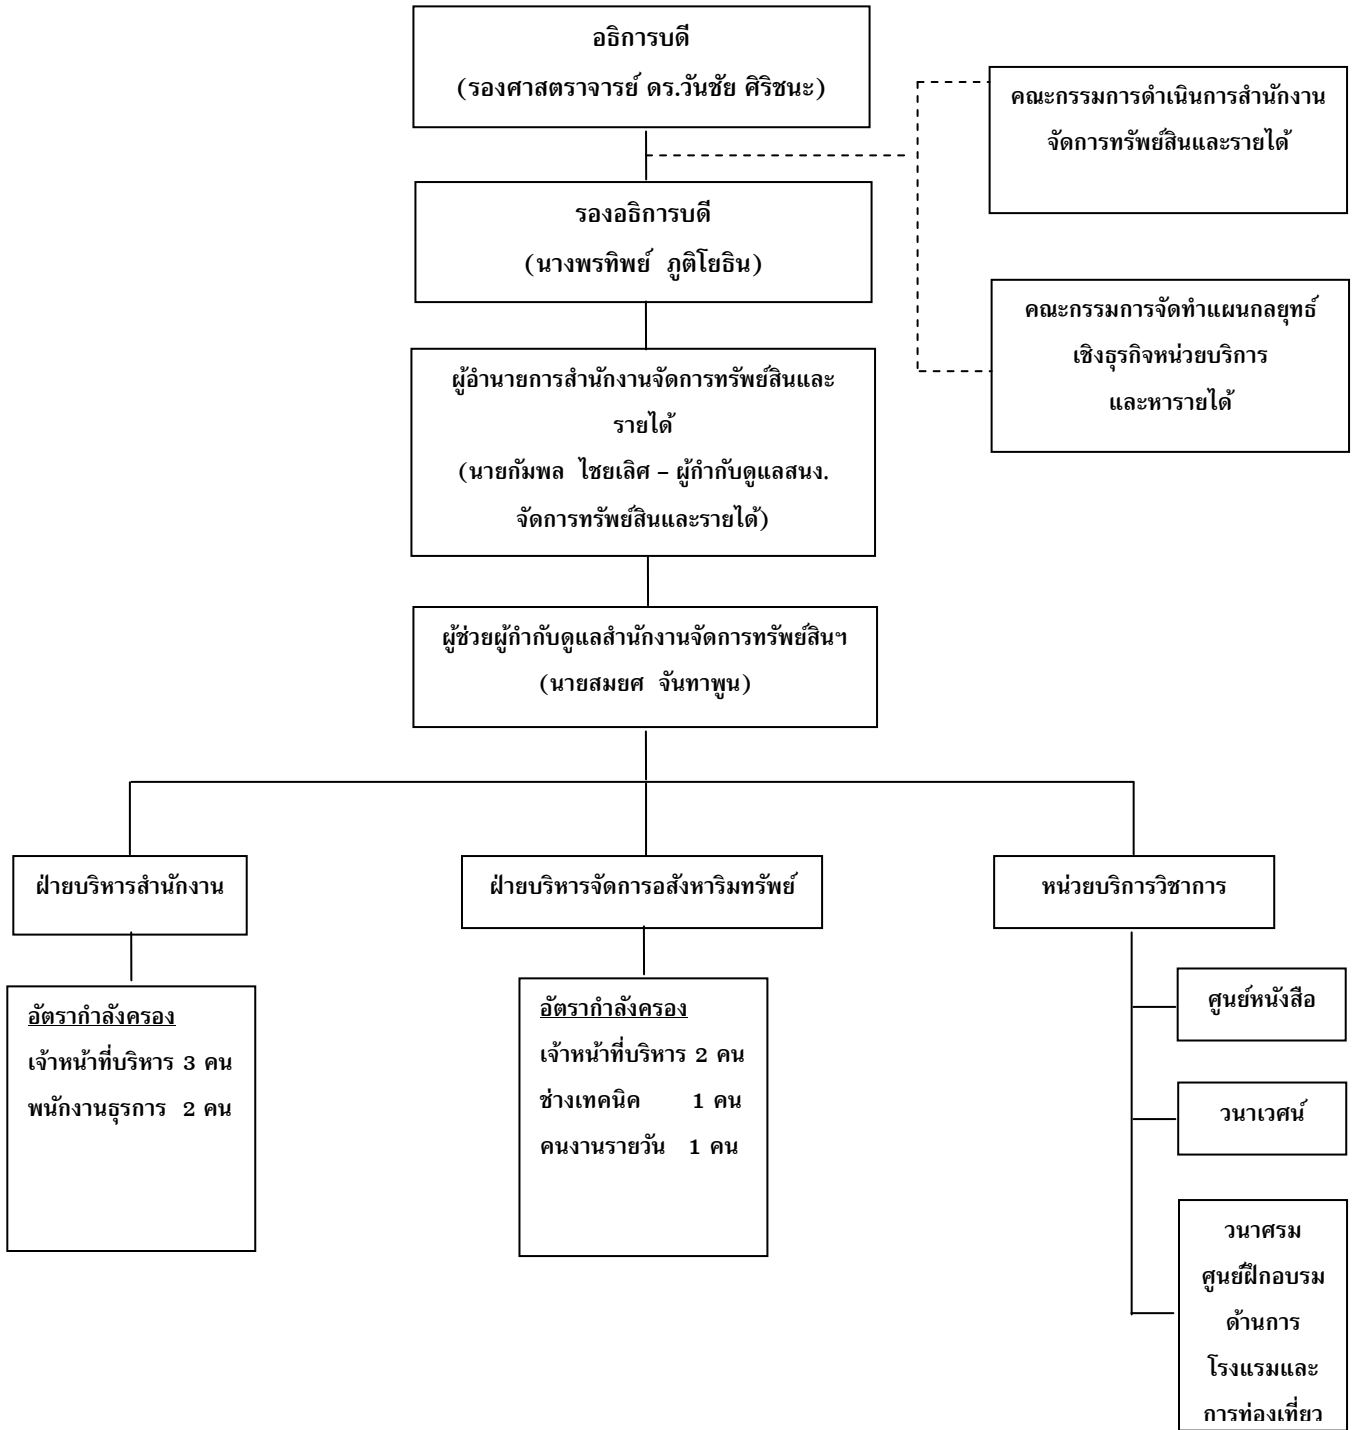 อธิการบดี
(รองศาสตราจารย์ ดร.วันชัย ศิริชนะ)
คณะกรรมการดำเนินการสำนักงาน
จัดการทรัพย์สินและรายได้
รองอธิการบดี
(นางพรทิพย์ ภูติโยธิน)
คณะกรรมการจัดทำแผนกลยุทธ์
เชิงธุรกิจหน่วยบริการ
และหารายได้
ผู้อำนายการสำนักงานจัดการทรัพย์สินและ
รายได้
(นายกัมพล ไชยเลิศ – ผู้กำกับดูแลสนง.
จัดการทรัพย์สินและรายได้)
ผู้ช่วยผู้กำกับดูแลสำนักงานจัดการทรัพย์สินฯ
(นายสมยศ จันทาพูน)
ฝ่ายบริหารสำนักงาน
ฝ่ายบริหารจัดการอสังหาริมทรัพย์
หน่วยบริการวิชาการ
อัตรากำลังครอง
เจ้าหน้าที่บริหาร 3 คน
พนักงานธุรการ 2 คน
อัตรากำลังครอง
เจ้าหน้าที่บริหาร 2 คน
ช่างเทคนิค 1 คน
คนงานรายวัน 1 คน
ศูนย์หนังสือ
วนาเวศน์
วนาศรม
ศูนย์ฝึกอบรม
ด้านการ
โรงแรมและ
การท่องเที่ยว